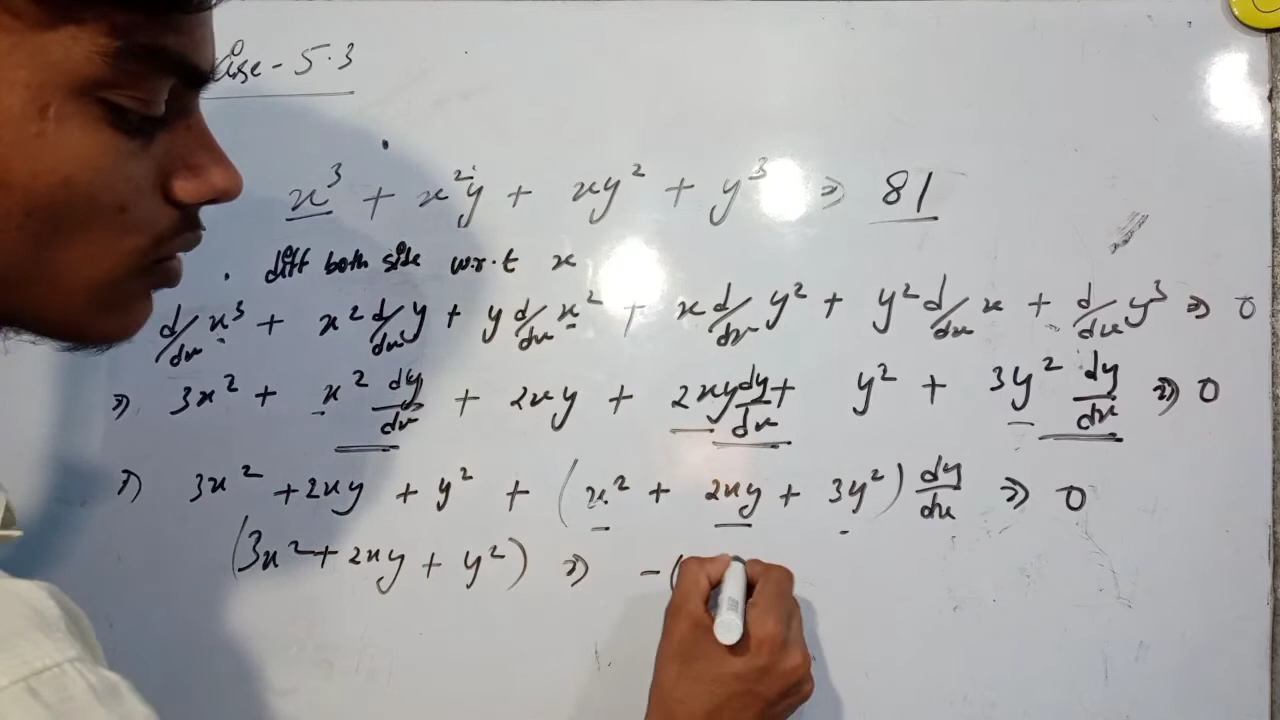 cise - 5.3
x³ + x²y + xy² + y³ ⇒ 81
diff both side w.r.t x
d/dx x³ + x² d/dx y + y d/dx x² + x d/dx y² + y² d/dx x + d/dx y³ ⇒ 0
⇒ 3x² + x² dy/dx + 2xy + 2xy dy/dx + y² + 3y² dy/dx ⇒ 0
⇒ 3x² + 2xy + y² + (x² + 2xy + 3y²) dy/dx ⇒ 0
(3x² + 2xy + y²) ⇒ -(